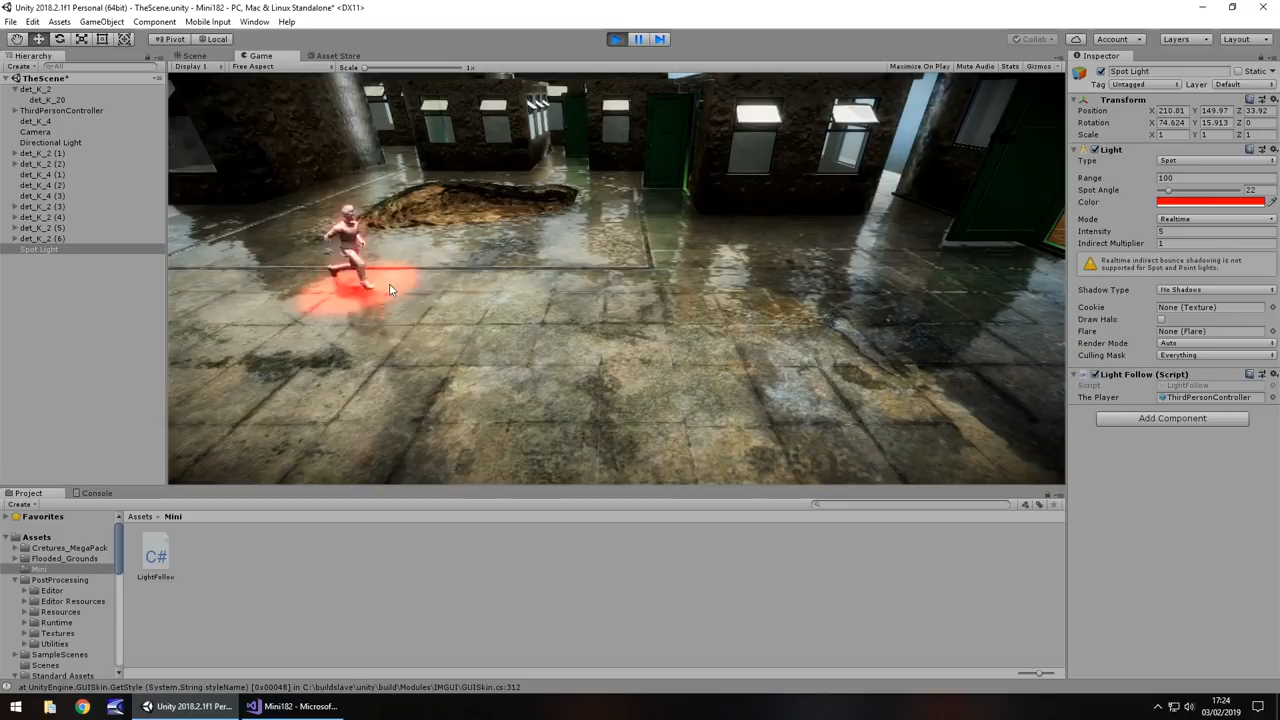 Unity 2018.2.1f1 Personal (64bit) - TheScene.unity - Mini182 - PC, Mac & Linux Standalone* <DX11>
File Edit Assets GameObject Component Mobile Input Window Help
Pivot Local Collab Account Layers Layout
Hierarchy Scene Game Asset Store Inspector
Create All Display 1 Free Aspect Scale 1x Maximize On Play Mute Audio Stats Gizmos
Spot Light Static
Tag Untagged Layer Default
TheScene*
det_K_2
det_K_20
ThirdPersonController
det_K_4
Camera
Directional Light
det_K_2 (1)
det_K_2 (2)
det_K_4 (1)
det_K_4 (2)
det_K_4 (3)
det_K_2 (3)
det_K_2 (4)
det_K_2 (5)
det_K_2 (6)
Spot Light
Transform
Position X 210.81 Y 149.97 Z 33.92
Rotation X 74.624 Y 15.913 Z 0
Scale X 1 Y 1 Z 1
Light
Type Spot
Range 100
Spot Angle 22
Color
Mode Realtime
Intensity 5
Indirect Multiplier 1
Realtime indirect bounce shadowing is not
supported for Spot and Point lights.
Shadow Type No Shadows
Cookie None (Texture)
Draw Halo
Flare None (Flare)
Render Mode Auto
Culling Mask Everything
Light Follow (Script)
Script LightFollow
The Player ThirdPersonController
Add Component
Project Console
Create
Favorites
Assets
Cretures_MegaPack
Flooded_Grounds
Mini
PostProcessing
Editor
Editor Resources
Resources
Runtime
Textures
Utilities
SampleScenes
Scenes
Standard Assets
Assets Mini
C#
LightFollow
at UnityEngine.GUISkin.GetStyle (System.String styleName) [0x00048] in C:\buildslave\unity\build\Modules\IMGUI\GUISkin.cs:312
Unity 2018.2.1f1 Per... Mini182 - Microsof...
17:24
03/02/2019